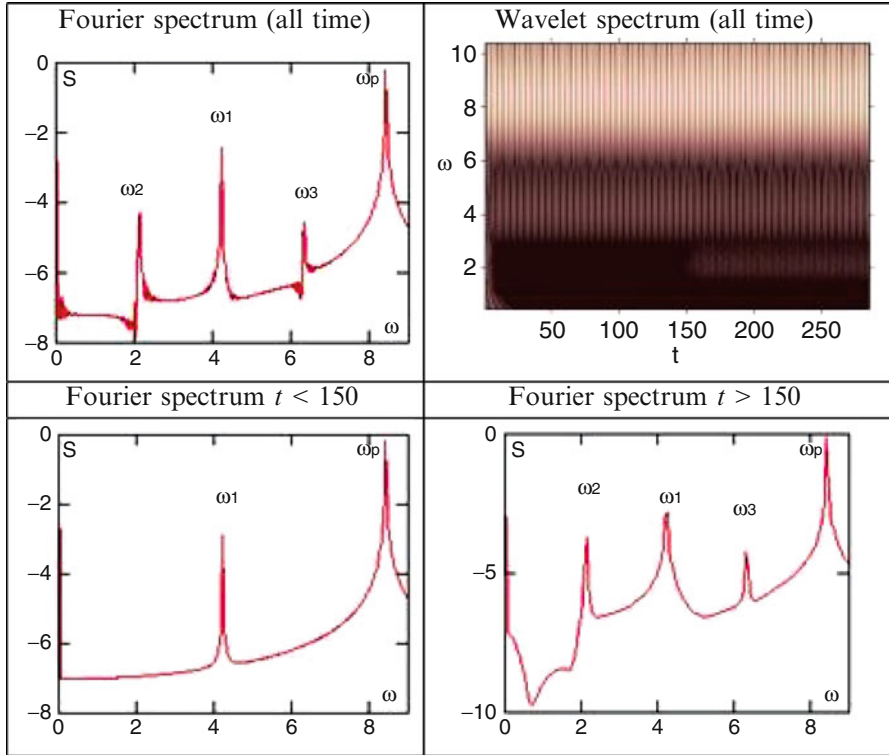 Fourier spectrum (all time)
0
−2
−4
−6
−8
S
ω2
ω1
ω3
ωp
ω
0 2 4 6 8
Wavelet spectrum (all time)
10
8
6
4
2
ω
50 100 150 200 250
t
Fourier spectrum t < 150
0
−2
−4
−6
−8
S
ω1
ωp
ω
0 2 4 6 8
Fourier spectrum t > 150
0
−5
−10
S
ω2
ω1
ω3
ωp
ω
0 2 4 6 8